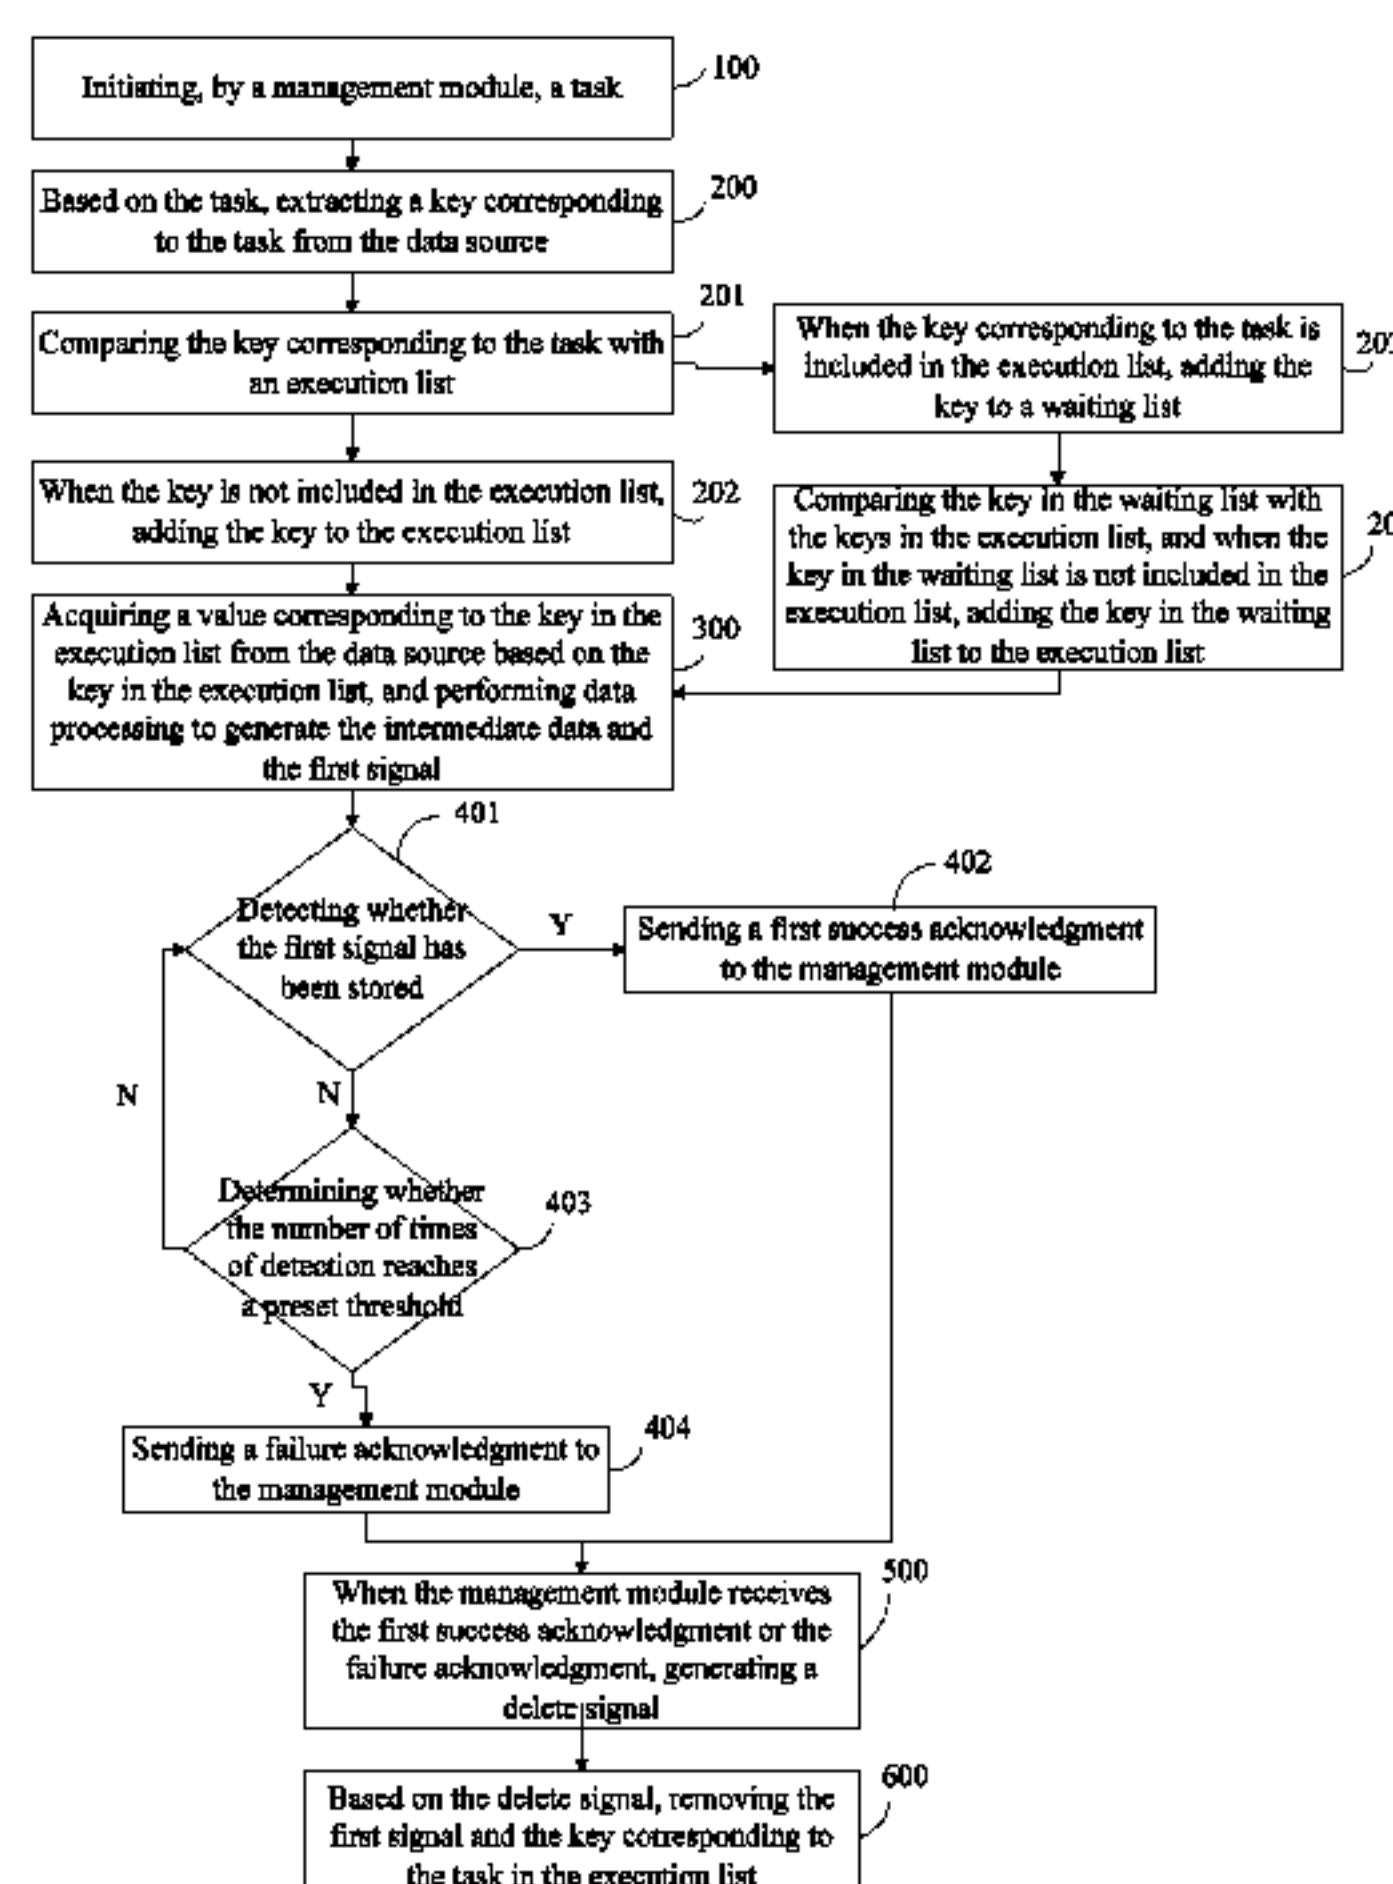 Initiating, by a management module, a task
100
Based on the task, extracting a key corresponding
to the task from the data source
200
Comparing the key corresponding to the task with
an execution list
201
When the key corresponding to the task is
included in the execution list, adding the
key to a waiting list
When the key is not included in the execution list,
adding the key to the execution list
202
Comparing the key in the waiting list with
the keys in the execution list, and when the
key in the waiting list is not included in the
execution list, adding the key in the waiting
list to the execution list
Acquiring a value corresponding to the key in the
execution list from the data source based on the
key in the execution list, and performing data
processing to generate the intermediate data and
the first signal
300
401
Detecting whether
the first signal has
been stored
Y
402
Sending a first success acknowledgment
to the management module
N
N
Determining whether
the number of times
of detection reaches
a preset threshold
403
Y
Sending a failure acknowledgment to
the management module
404
When the management module receives
the first success acknowledgment or the
failure acknowledgment, generating a
delete signal
500
Based on the delete signal, removing the
first signal and the key corresponding to
the task in the execution list
600